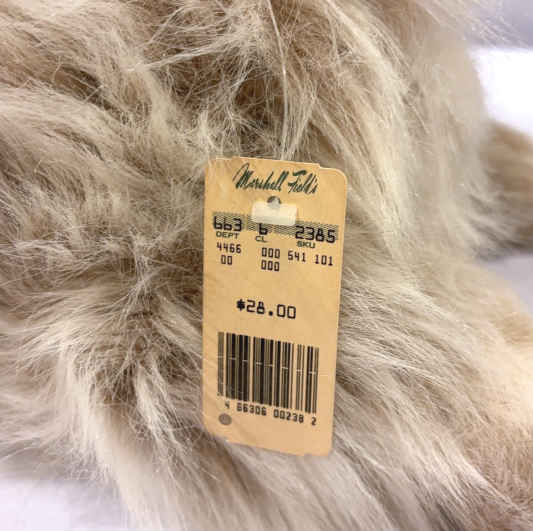 Marshall Field's
663 6 2385
DEPT CL SKU
4466 000 541 101
00 000
$28.00
4 66306 00238 2